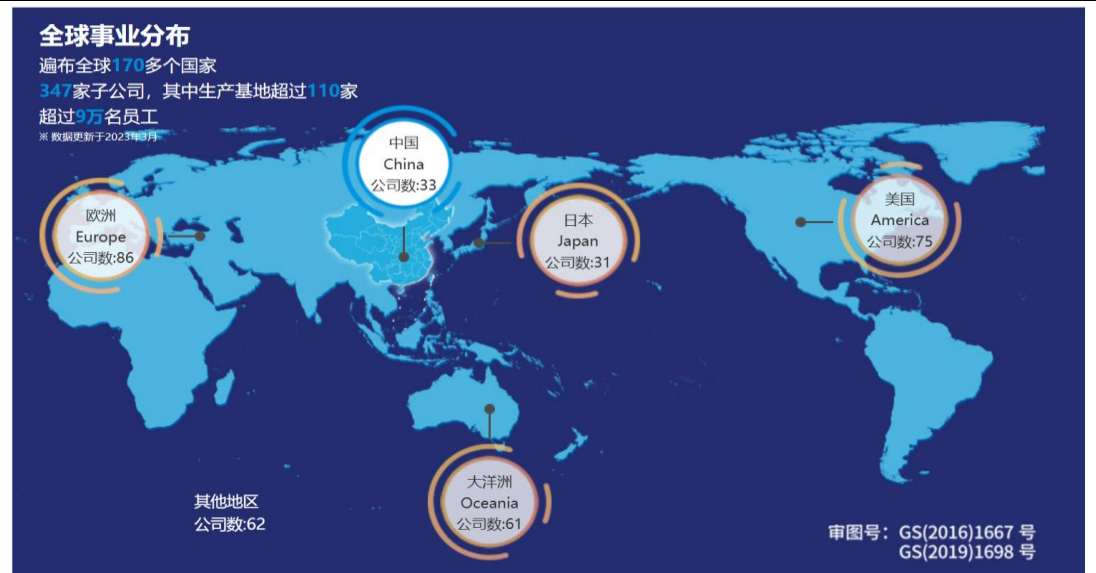 全球事业分布
遍布全球170多个国家
347家子公司，其中生产基地超过110家
超过9万名员工
※ 数据更新于2023年3月
中国
China
公司数:33
欧洲
Europe
公司数:86
日本
Japan
公司数:31
美国
America
公司数:75
大洋洲
Oceania
公司数:61
其他地区
公司数:62
审图号：GS(2016)1667 号
GS(2019)1698 号